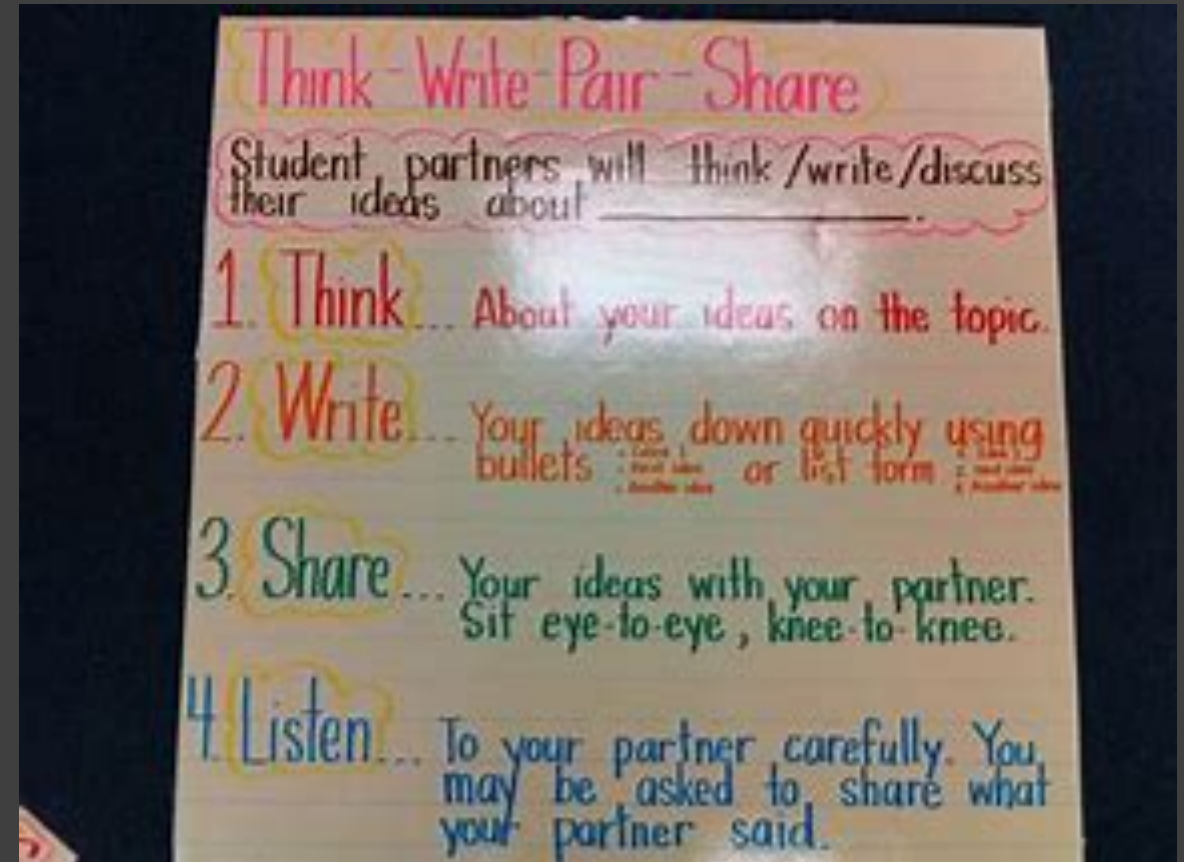 Think-Write-Pair-Share
Student partners will think/write/discuss
their ideas about ______________.
1. Think... About your ideas on the topic.
2. Write... Your ideas down quickly using
bullets or list form
• Another idea
3. Share... Your ideas with your partner.
Sit eye-to-eye, knee-to-knee.
4. Listen... To your partner carefully. You
may be asked to share what
your partner said.